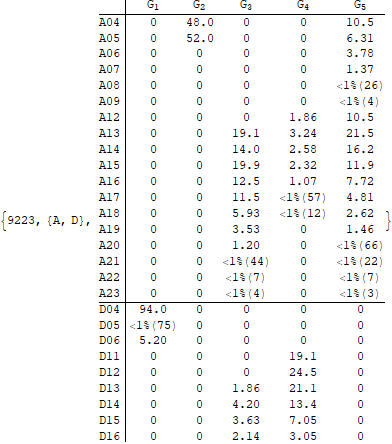 G1 G2 G3 G4 G5
A04 0 48.0 0 0 10.5
A05 0 52.0 0 0 6.31
A06 0 0 0 0 3.78
A07 0 0 0 0 1.37
A08 0 0 0 0 <1%(26)
A09 0 0 0 0 <1%(4)
A12 0 0 0 1.86 10.5
A13 0 0 19.1 3.24 21.5
A14 0 0 14.0 2.58 16.2
A15 0 0 19.9 2.32 11.9
A16 0 0 12.5 1.07 7.72
A17 0 0 11.5 <1%(57) 4.81
A18 0 0 5.93 <1%(12) 2.62
{9223, {A, D}, }
A19 0 0 3.53 0 1.46
A20 0 0 1.20 0 <1%(66)
A21 0 0 <1%(44) 0 <1%(22)
A22 0 0 <1%(7) 0 <1%(7)
A23 0 0 <1%(4) 0 <1%(3)
D04 94.0 0 0 0 0
D05 <1%(75) 0 0 0 0
D06 5.20 0 0 0 0
D11 0 0 0 19.1 0
D12 0 0 0 24.5 0
D13 0 0 1.86 21.1 0
D14 0 0 4.20 13.4 0
D15 0 0 3.63 7.05 0
D16 0 0 2.14 3.05 0